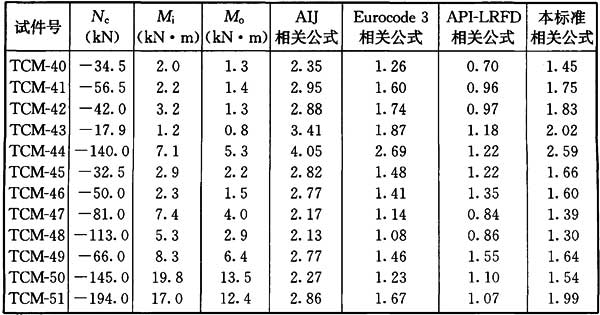 试件号 Nc (kN) Mi (kN·m) Mo (kN·m) AIJ 相关公式 Eurocode 3 相关公式 API-LRFD 相关公式 本标准 相关公式
TCM-40 −34.5 2.0 1.3 2.35 1.26 0.70 1.45
TCM-41 −56.5 2.2 1.4 2.95 1.60 0.96 1.75
TCM-42 −42.0 3.2 1.3 2.88 1.74 0.97 1.83
TCM-43 −17.9 1.2 0.8 3.41 1.87 1.18 2.02
TCM-44 −140.0 7.1 5.3 4.05 2.69 1.22 2.59
TCM-45 −32.5 2.9 2.2 2.82 1.48 1.22 1.66
TCM-46 −50.0 2.3 1.5 2.77 1.41 1.35 1.60
TCM-47 −81.0 7.4 4.0 2.17 1.14 0.84 1.39
TCM-48 −113.0 5.3 2.9 2.13 1.08 0.86 1.30
TCM-49 −66.0 8.3 6.4 2.77 1.46 1.55 1.64
TCM-50 −145.0 19.8 13.5 2.27 1.23 1.10 1.54
TCM-51 −194.0 17.0 12.4 2.86 1.67 1.07 1.99